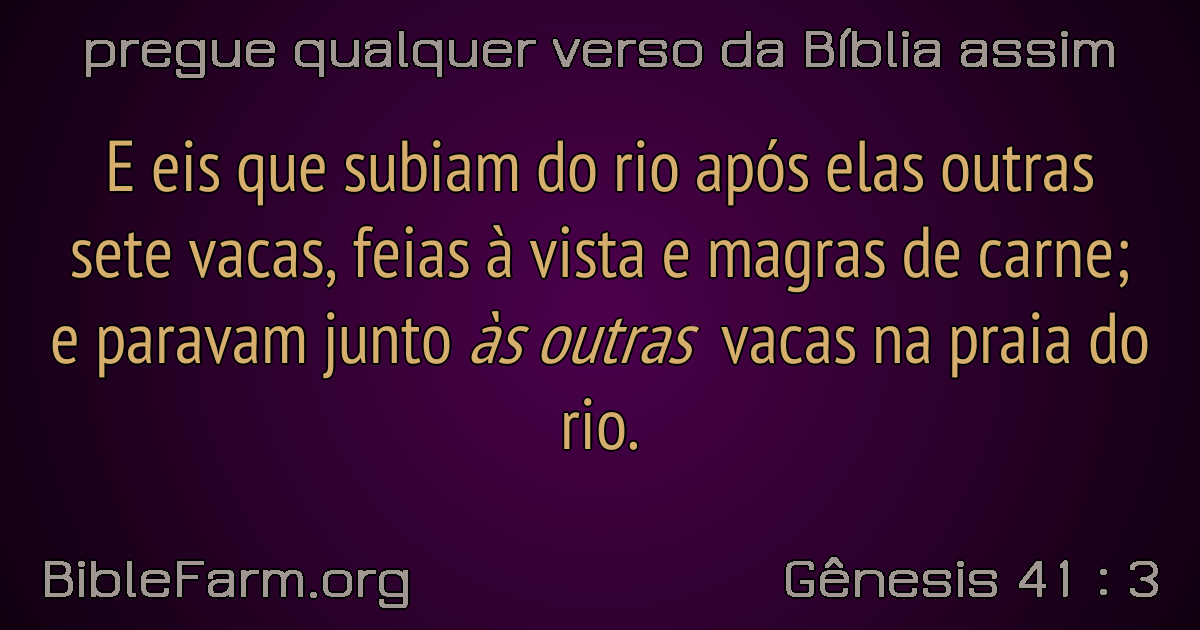 pregue qualquer verso da Bíblia assim
E eis que subiam do rio após elas outras
sete vacas, feias à vista e magras de carne;
e paravam junto às outras vacas na praia do
rio.
BibleFarm.org
Gênesis 41 : 3